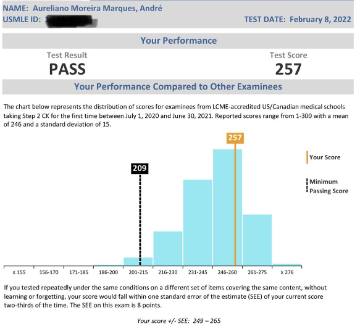 NAME: Aureliano Moreira Marques, André
USMLE ID:
TEST DATE: February 8, 2022
Your Performance
Test Result
Test Score
PASS
257
Your Performance Compared to Other Examinees
The chart below represents the distribution of scores for examinees from LCME-accredited US/Canadian medical schools
taking Step 2 CK for the first time between July 1, 2020 and June 30, 2021. Reported scores range from 1-300 with a mean
of 246 and a standard deviation of 15.
257
Your Score
209
Minimum
Passing Score
≤ 155
156-170
171-185
186-200
201-215
216-230
231-245
246-260
261-275
≥ 276
If you tested repeatedly under the same conditions on a different set of items covering the same content, without
learning or forgetting, your score would fall within one standard error of the estimate (SEE) of your current score
two-thirds of the time. The SEE on this exam is 8 points.
Your score +/- SEE: 249 – 265